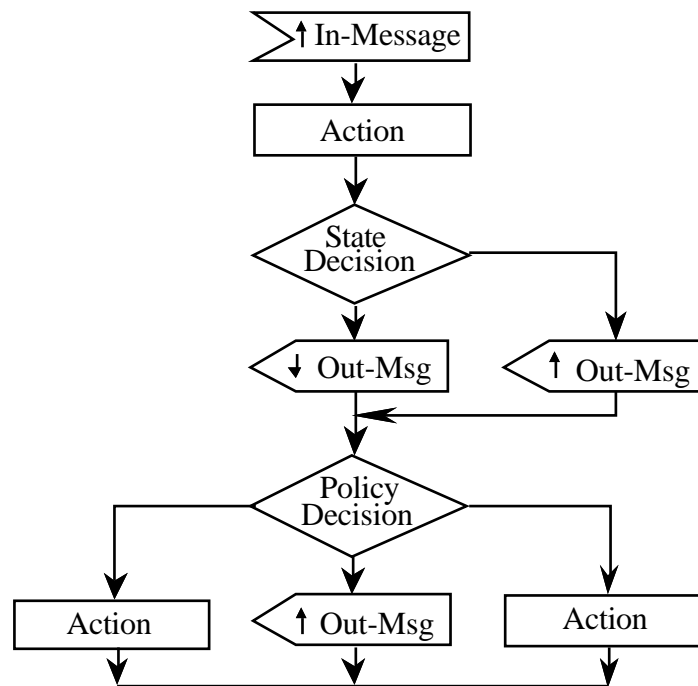 ↑ In-Message
Action
State
Decision
↓ Out-Msg
↑ Out-Msg
Policy
Decision
Action
↑ Out-Msg
Action